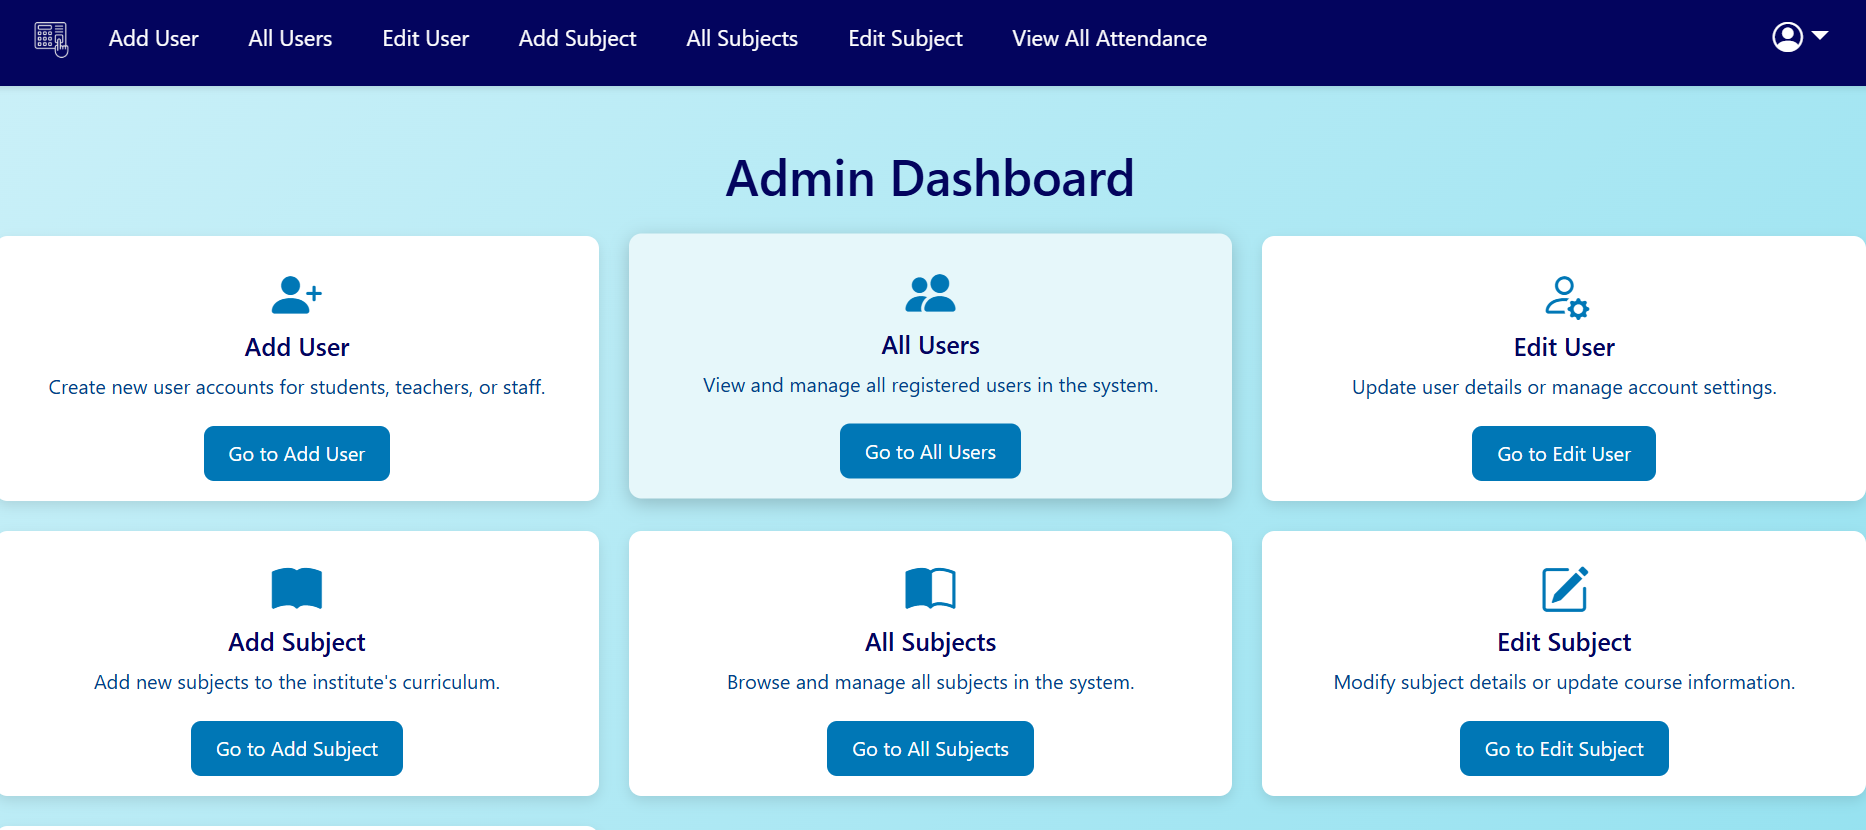 Add User
All Users
Edit User
Add Subject
All Subjects
Edit Subject
View All Attendance
Admin Dashboard
Add User
Create new user accounts for students, teachers, or staff.
Go to Add User
All Users
View and manage all registered users in the system.
Go to All Users
Edit User
Update user details or manage account settings.
Go to Edit User
Add Subject
Add new subjects to the institute's curriculum.
Go to Add Subject
All Subjects
Browse and manage all subjects in the system.
Go to All Subjects
Edit Subject
Modify subject details or update course information.
Go to Edit Subject